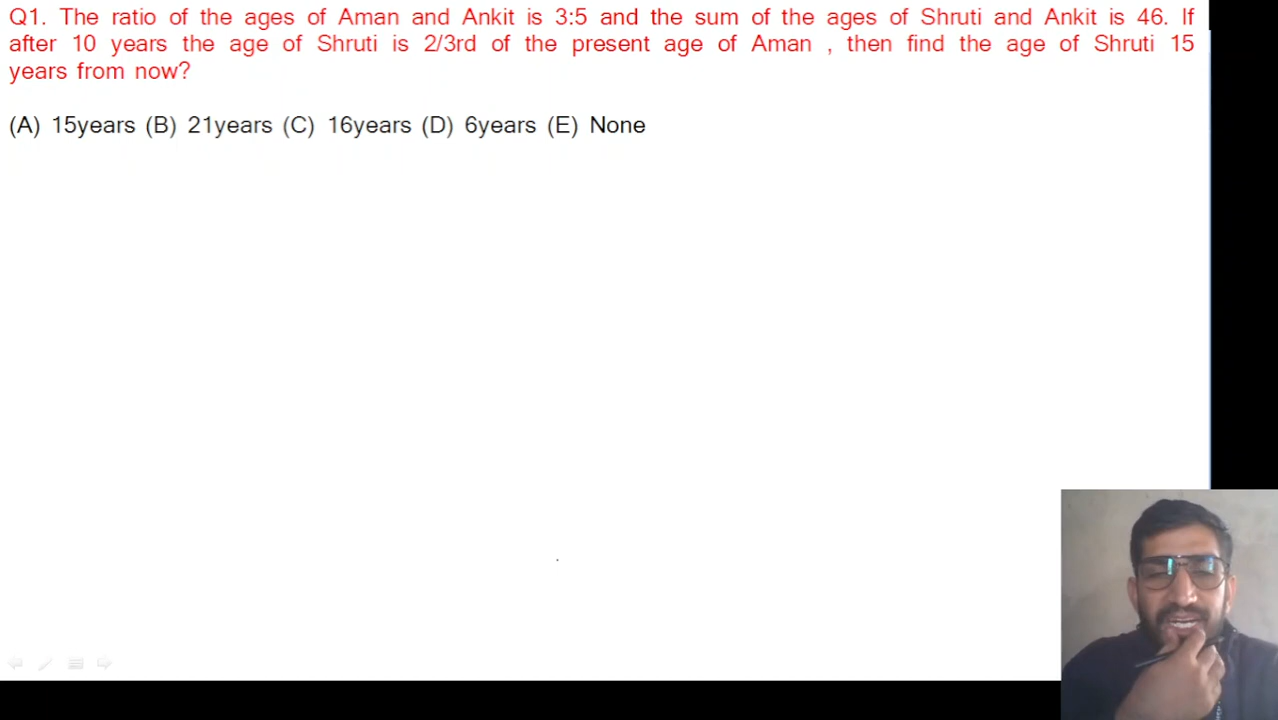 Q1. The ratio of the ages of Aman and Ankit is 3:5 and the sum of the ages of Shruti and Ankit is 46. If
after 10 years the age of Shruti is 2/3rd of the present age of Aman , then find the age of Shruti 15
years from now?
(A) 15years (B) 21years (C) 16years (D) 6years (E) None